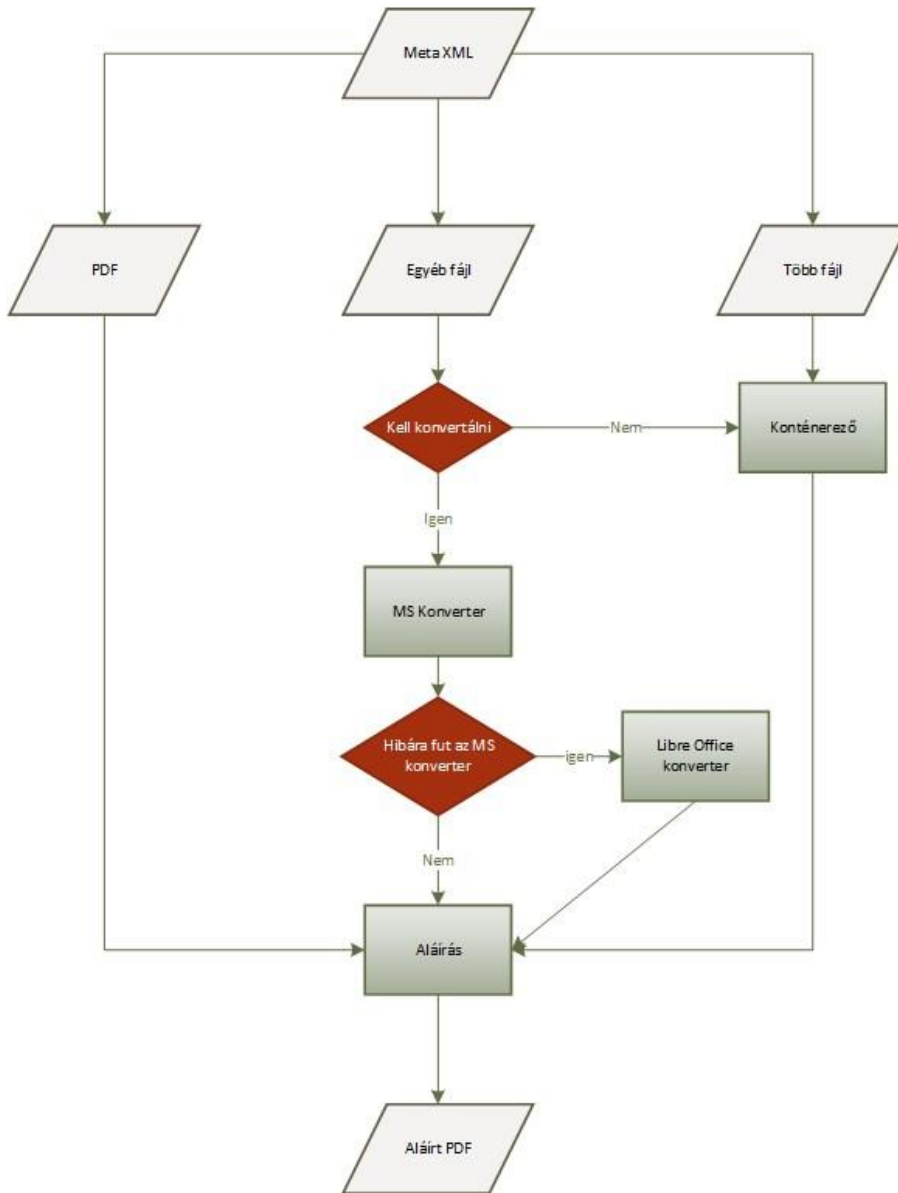 Meta XML
PDF
Egyéb fájl
Több fájl
Kell konvertálni
Nem
Konténerező
Igen
MS Konverter
Hibára fut az MS
konverter
igen
Libre Office
konverter
Nem
Aláírás
Aláírt PDF